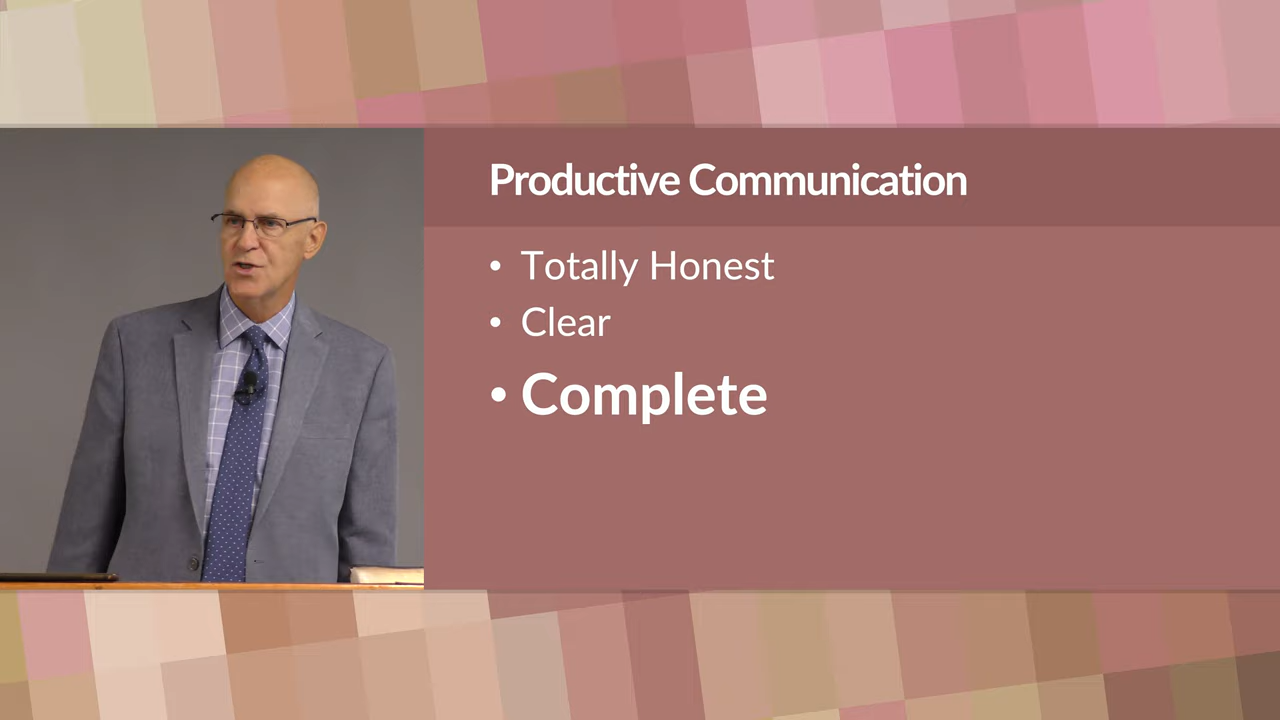 Productive Communication
• Totally Honest
• Clear
• Complete